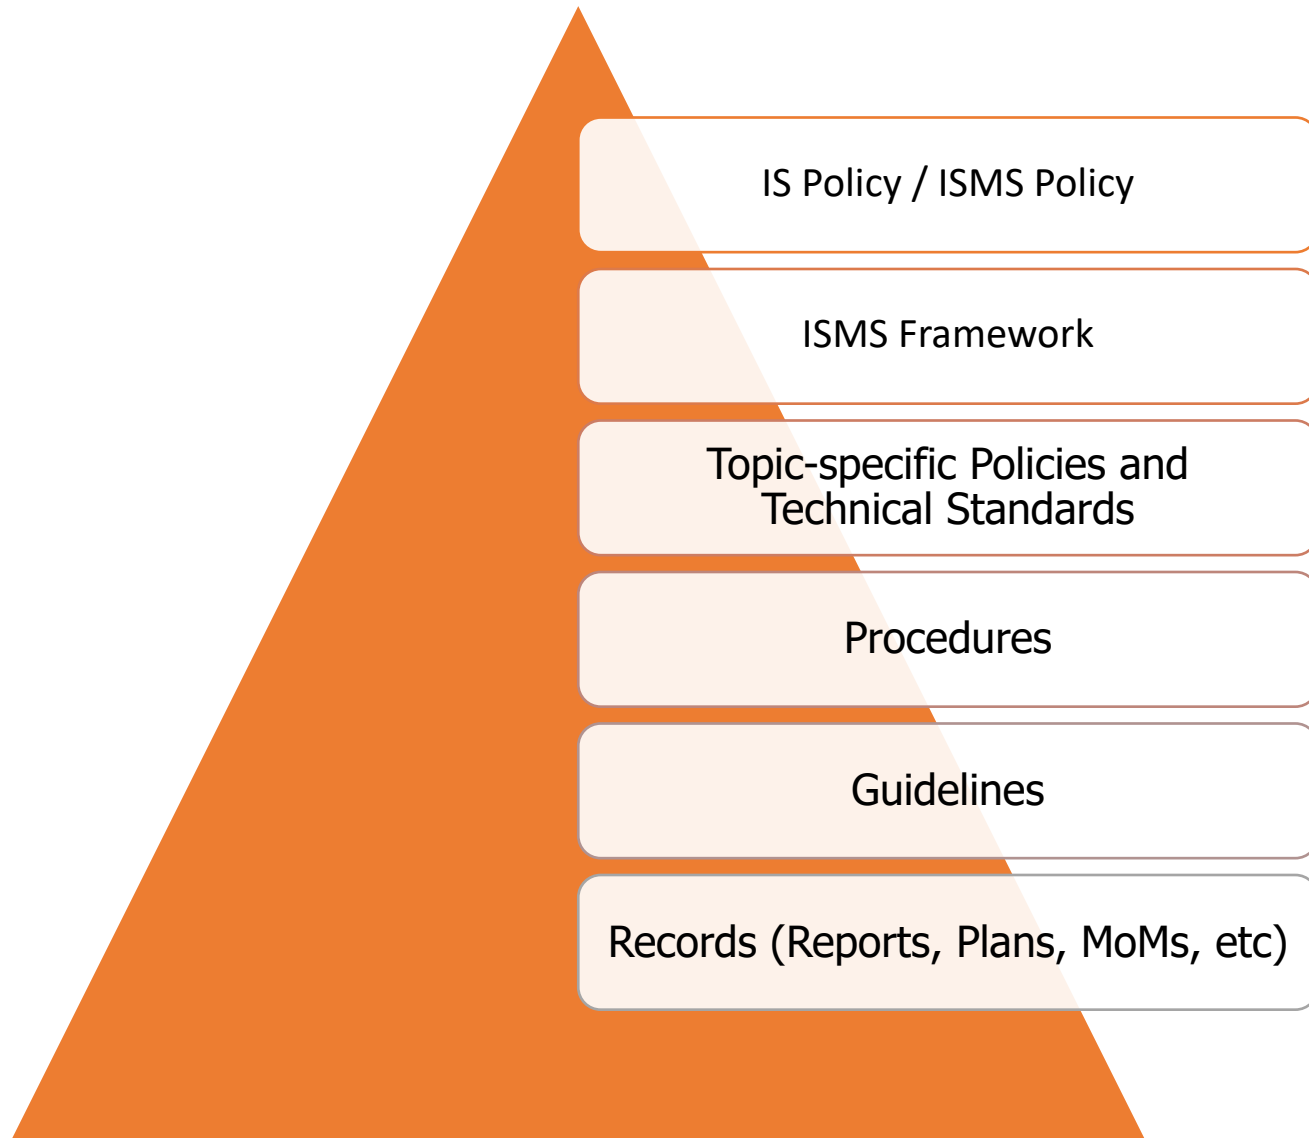 IS Policy / ISMS Policy
ISMS Framework
Topic-specific Policies and
Technical Standards
Procedures
Guidelines
Records (Reports, Plans, MoMs, etc)